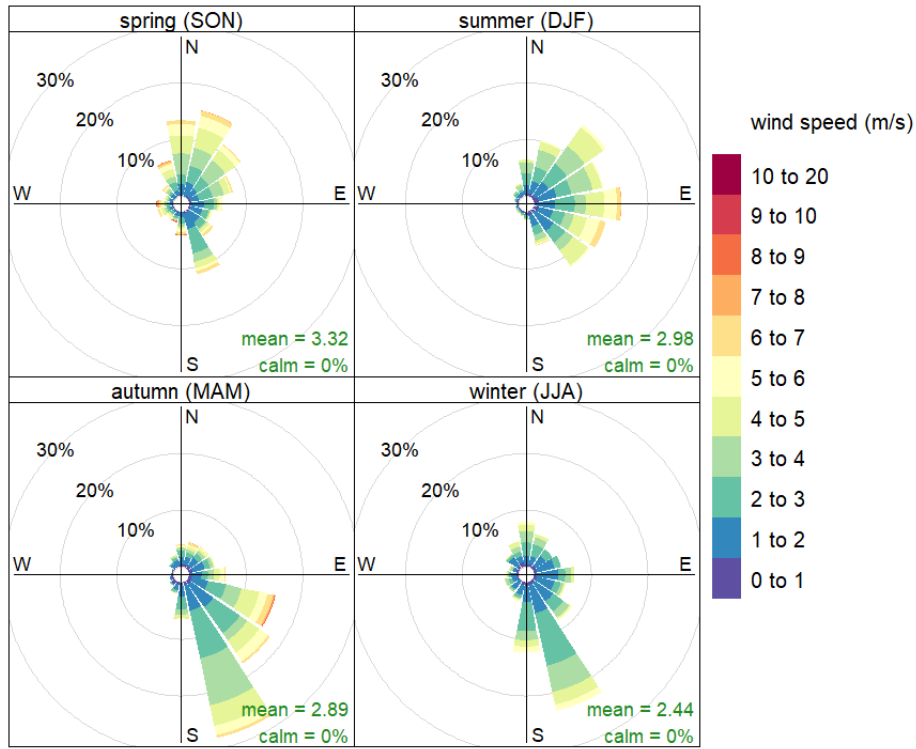 spring (SON)
N
30%
20%
10%
W
E
mean = 3.32
S
calm = 0%
summer (DJF)
N
30%
20%
10%
W
E
mean = 2.98
S
calm = 0%
autumn (MAM)
N
30%
20%
10%
W
E
mean = 2.89
S
calm = 0%
winter (JJA)
N
30%
20%
10%
W
E
mean = 2.44
S
calm = 0%
wind speed (m/s)
10 to 20
9 to 10
8 to 9
7 to 8
6 to 7
5 to 6
4 to 5
3 to 4
2 to 3
1 to 2
0 to 1